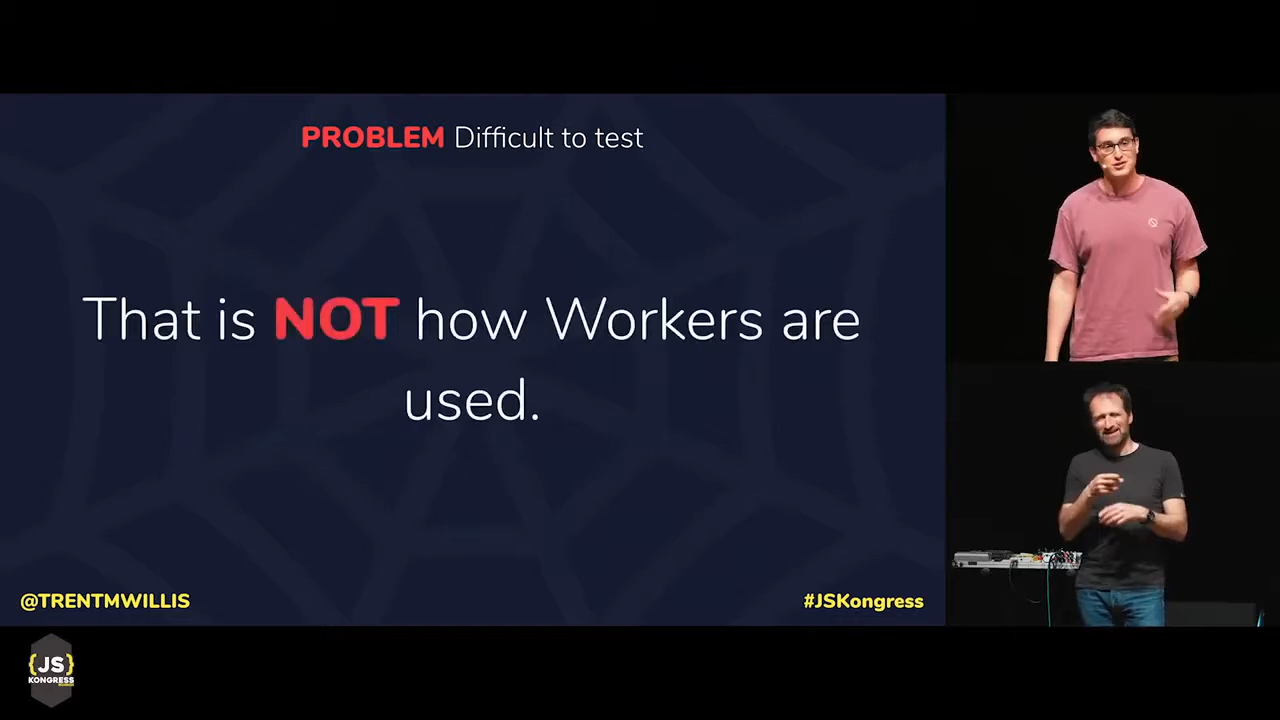 PROBLEM Difficult to test
That is NOT how Workers are
used.
@TRENTMWILLIS
#JSKongress
{JS}
KONGRESS